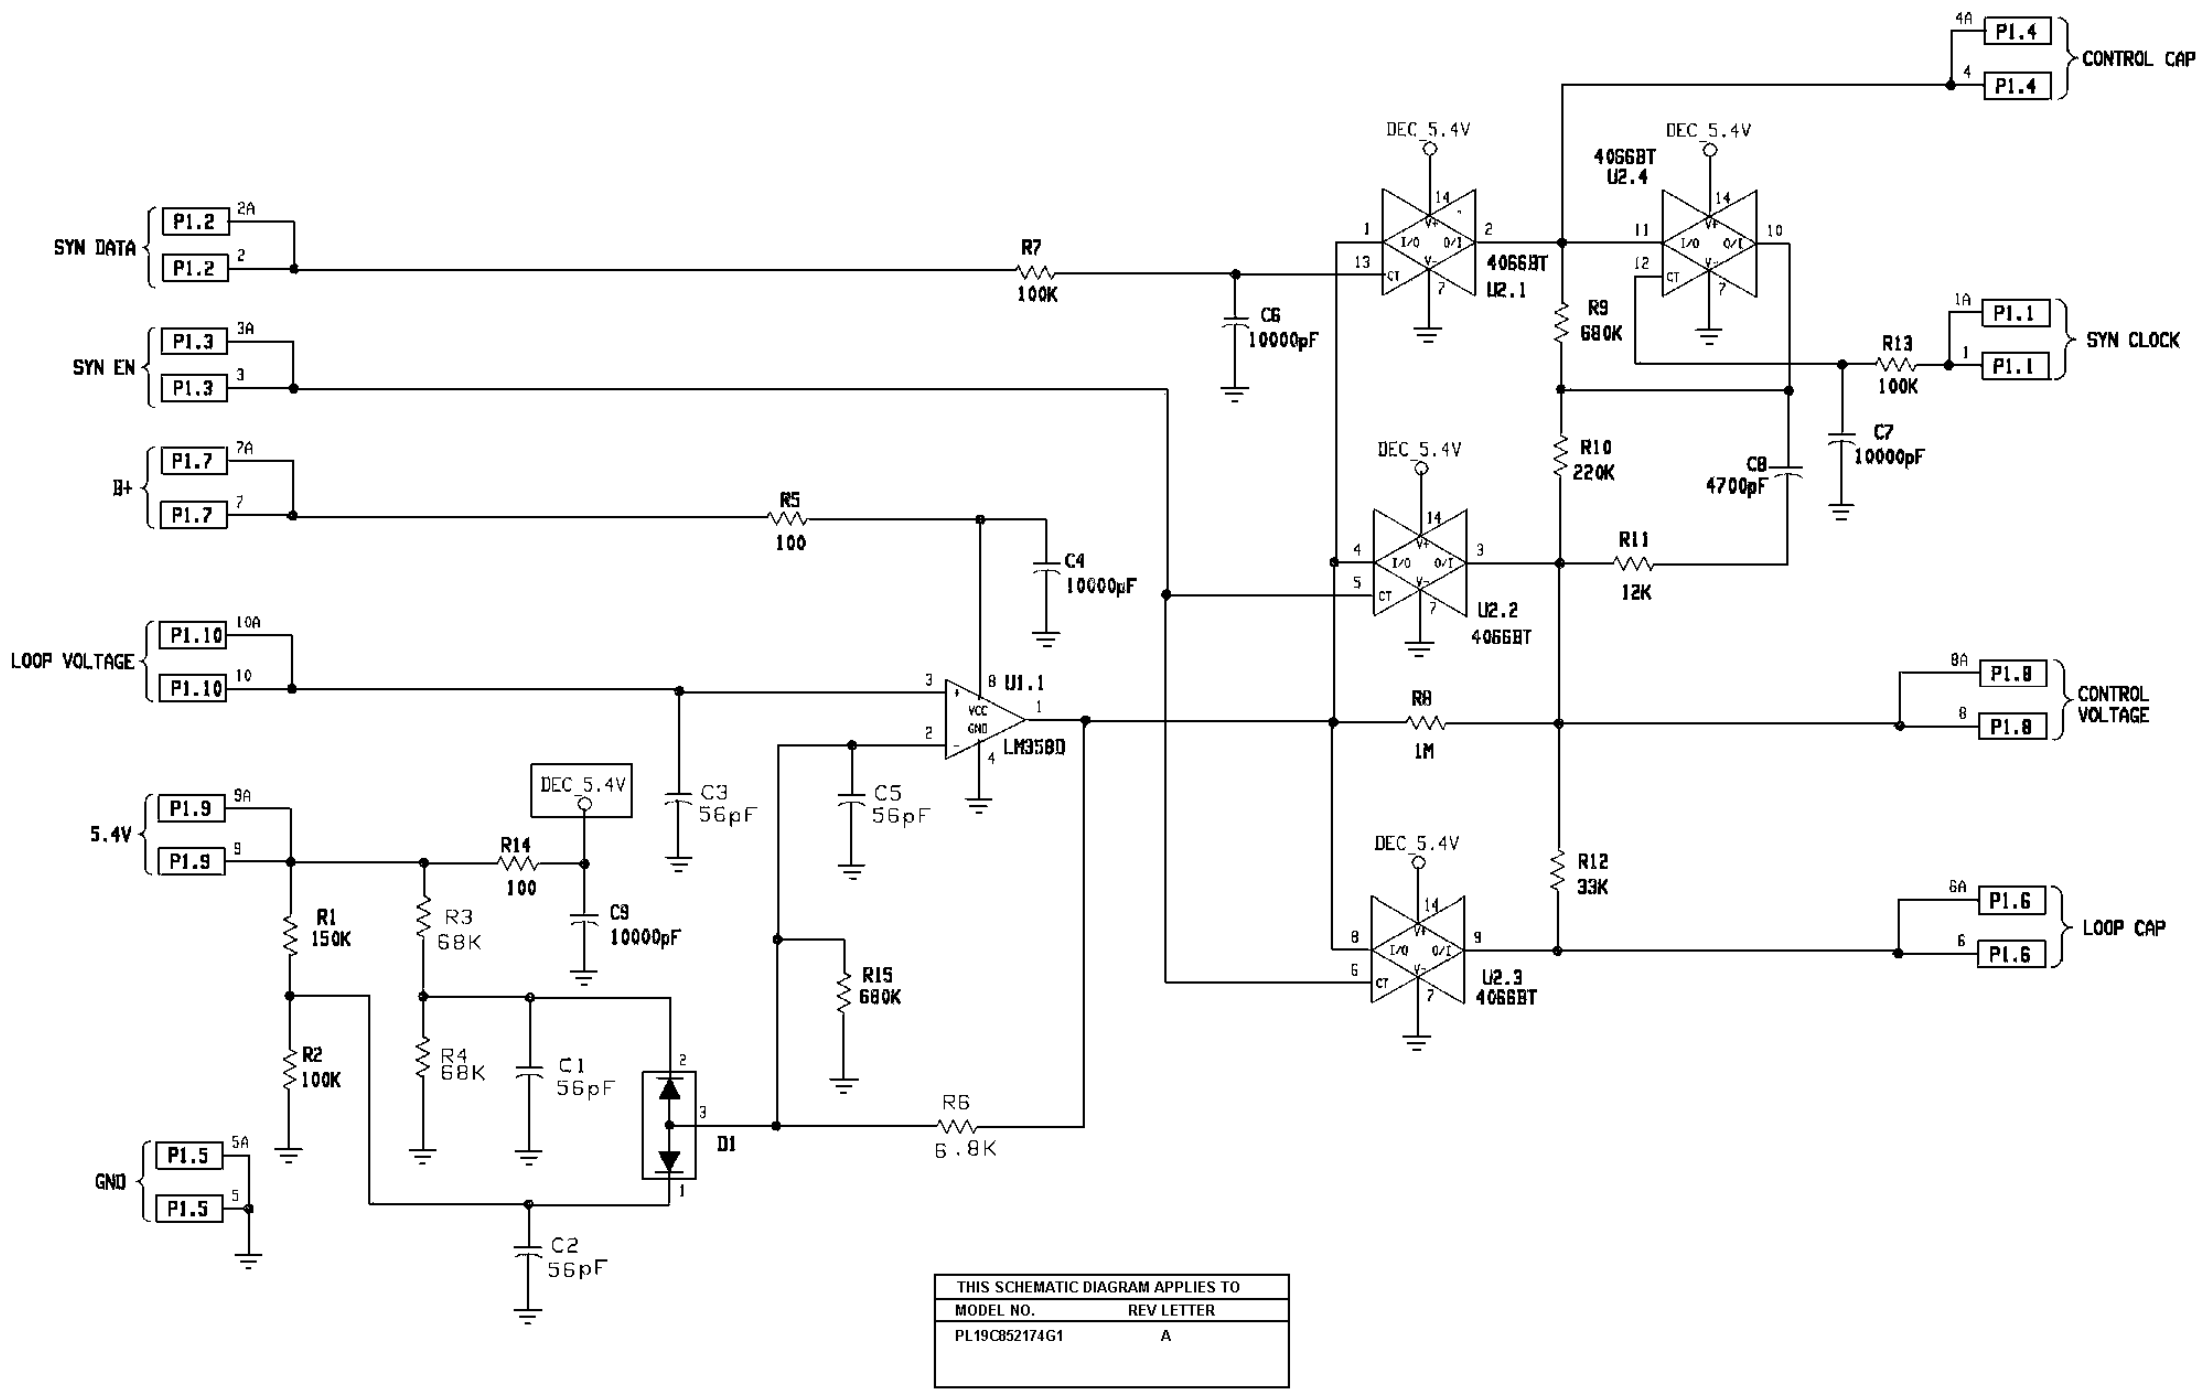 4A
P1.4
4
P1.4
CONTROL CAP
DEC_5.4V
DEC_5.4V
4066BT
U2.4
14
V+
1
I/O
O/I
2
V-
13
CT
7
4066BT
U2.1
14
V+
11
I/O
O/I
10
V-
12
CT
7
2A
P1.2
SYN DATA
2
P1.2
R7
100K
C6
10000pF
R9
680K
1A
P1.1
SYN CLOCK
1
P1.1
R13
100K
3A
P1.3
SYN EN
3
P1.3
C7
10000pF
R10
220K
C8
4700pF
7A
P1.7
B+
7
P1.7
R5
100
C4
10000pF
DEC_5.4V
14
V+
4
I/O
O/I
3
V-
5
CT
7
U2.2
4066BT
R11
12K
10A
P1.10
LOOP VOLTAGE
10
P1.10
3
+
8
U1.1
VCC
1
GND
2
-
4
LM358D
R8
1M
8A
P1.8
CONTROL
VOLTAGE
8
P1.8
DEC_5.4V
C3
56pF
C5
56pF
9A
P1.9
5.4V
9
P1.9
R14
100
C9
10000pF
R1
150K
R3
68K
DEC_5.4V
14
V+
8
I/O
O/I
9
V-
6
CT
7
U2.3
4066BT
R12
33K
6A
P1.6
LOOP CAP
6
P1.6
R15
680K
R2
100K
R4
68K
C1
56pF
2
3
D1
1
R6
6.8K
5A
P1.5
GND
5
P1.5
C2
56pF
THIS SCHEMATIC DIAGRAM APPLIES TO
MODEL NO. REV LETTER
PL19C852174G1 A